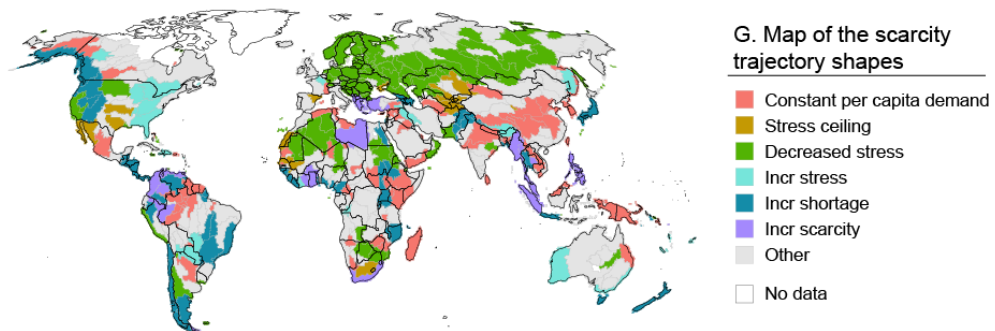 G. Map of the scarcity
trajectory shapes
Constant per capita demand
Stress ceiling
Decreased stress
Incr stress
Incr shortage
Incr scarcity
Other
No data